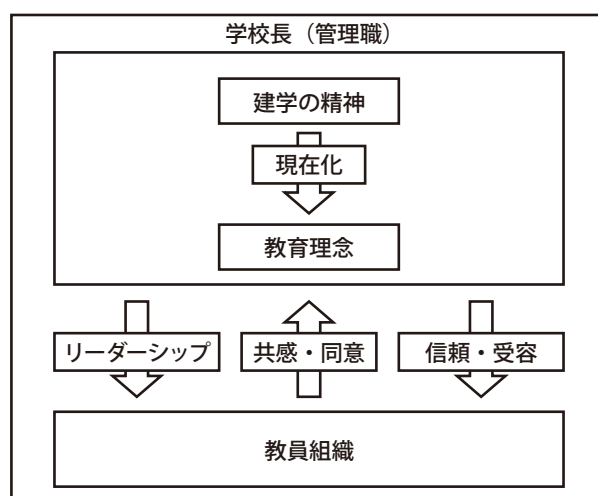 学校長（管理職）
建学の精神
現在化
教育理念
リーダーシップ
共感・同意
信頼・受容
教員組織